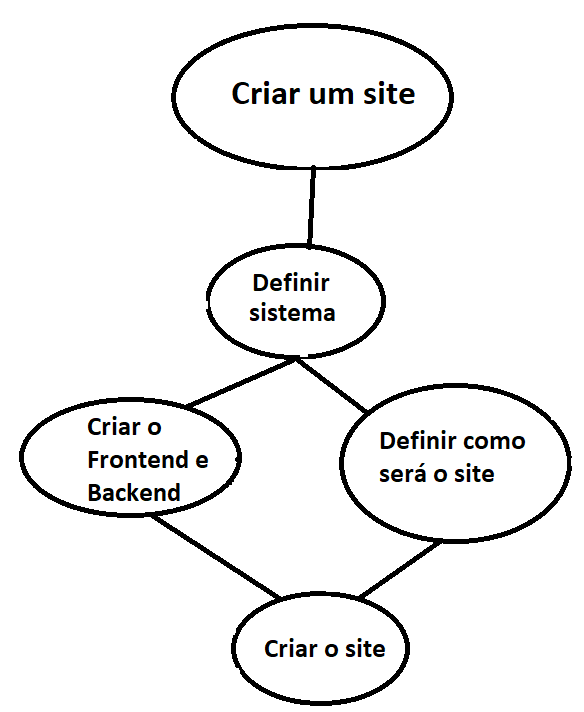 Criar um site
Definir
sistema
Criar o
Frontend e
Backend
Definir como
será o site
Criar o site